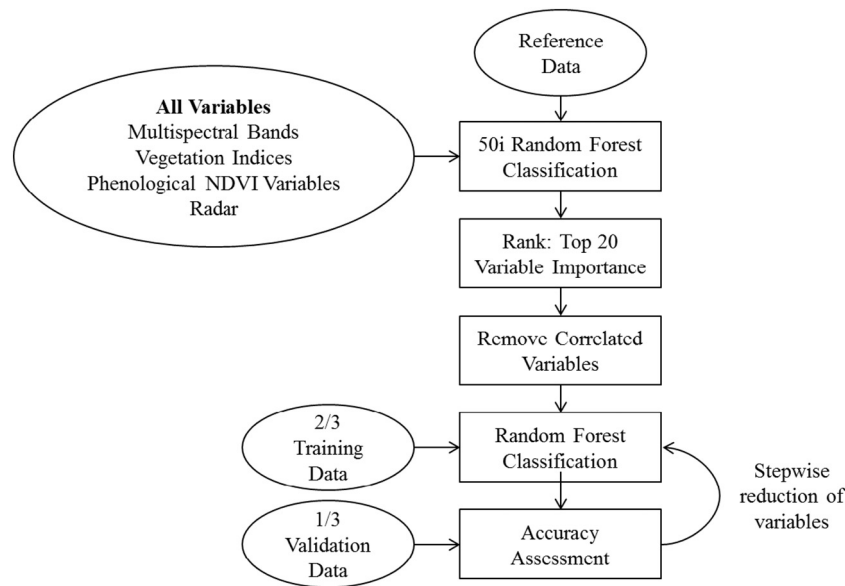 Reference
Data
All Variables
Multispectral Bands
Vegetation Indices
Phenological NDVI Variables
Radar
50i Random Forest
Classification
Rank: Top 20
Variable Importance
Remove Correlated
Variables
2/3
Training
Data
Random Forest
Classification
Stepwise
reduction of
variables
1/3
Validation
Data
Accuracy
Assessment